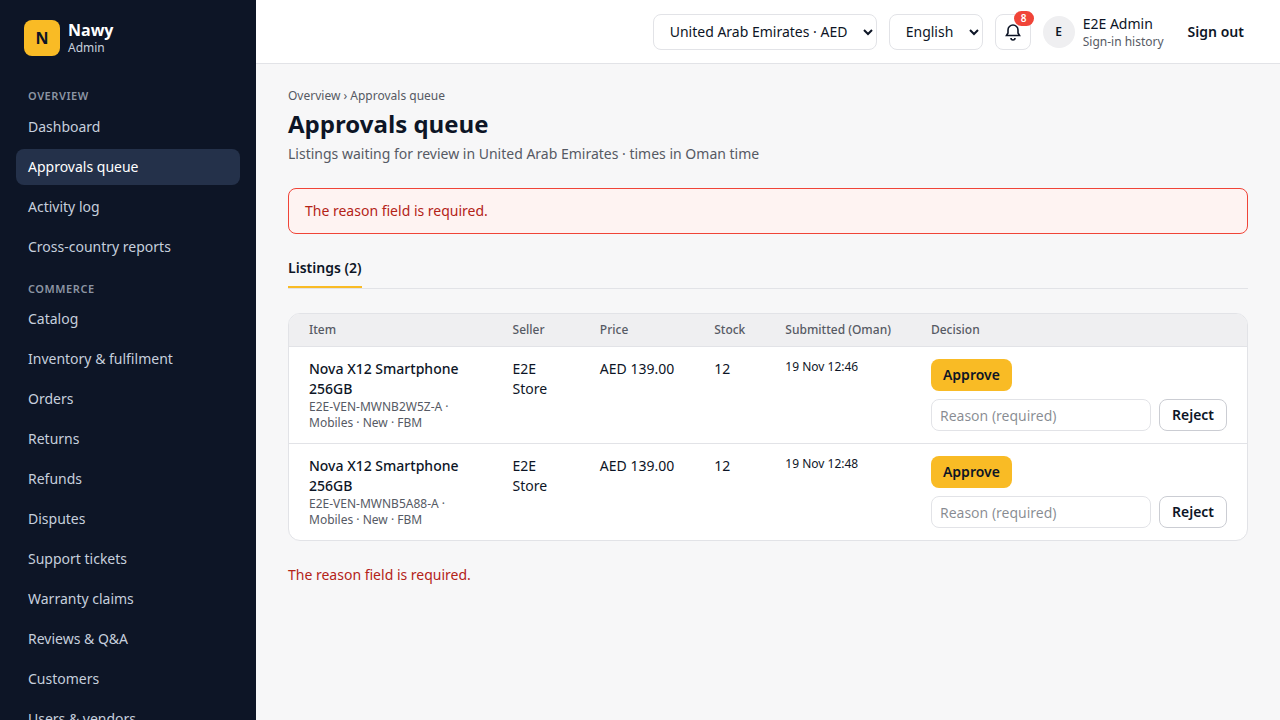 N
Nawy
Admin
OVERVIEW
Dashboard
Approvals queue
Activity log
Cross-country reports
COMMERCE
Catalog
Inventory & fulfilment
Orders
Returns
Refunds
Disputes
Support tickets
Warranty claims
Reviews & Q&A
Customers
Users & vendors
United Arab Emirates · AED
English
8
E
E2E Admin
Sign-in history
Sign out
Overview › Approvals queue
Approvals queue
Listings waiting for review in United Arab Emirates · times in Oman time
The reason field is required.
Listings (2)
Item Seller Price Stock Submitted (Oman) Decision
Nova X12 Smartphone
256GB
E2E-VEN-MWNB2W5Z-A ·
Mobiles · New · FBM
E2E
Store
AED 139.00
12
19 Nov 12:46
Approve
Reason (required) Reject
Nova X12 Smartphone
256GB
E2E-VEN-MWNB5A88-A ·
Mobiles · New · FBM
E2E
Store
AED 139.00
12
19 Nov 12:48
Approve
Reason (required) Reject
The reason field is required.